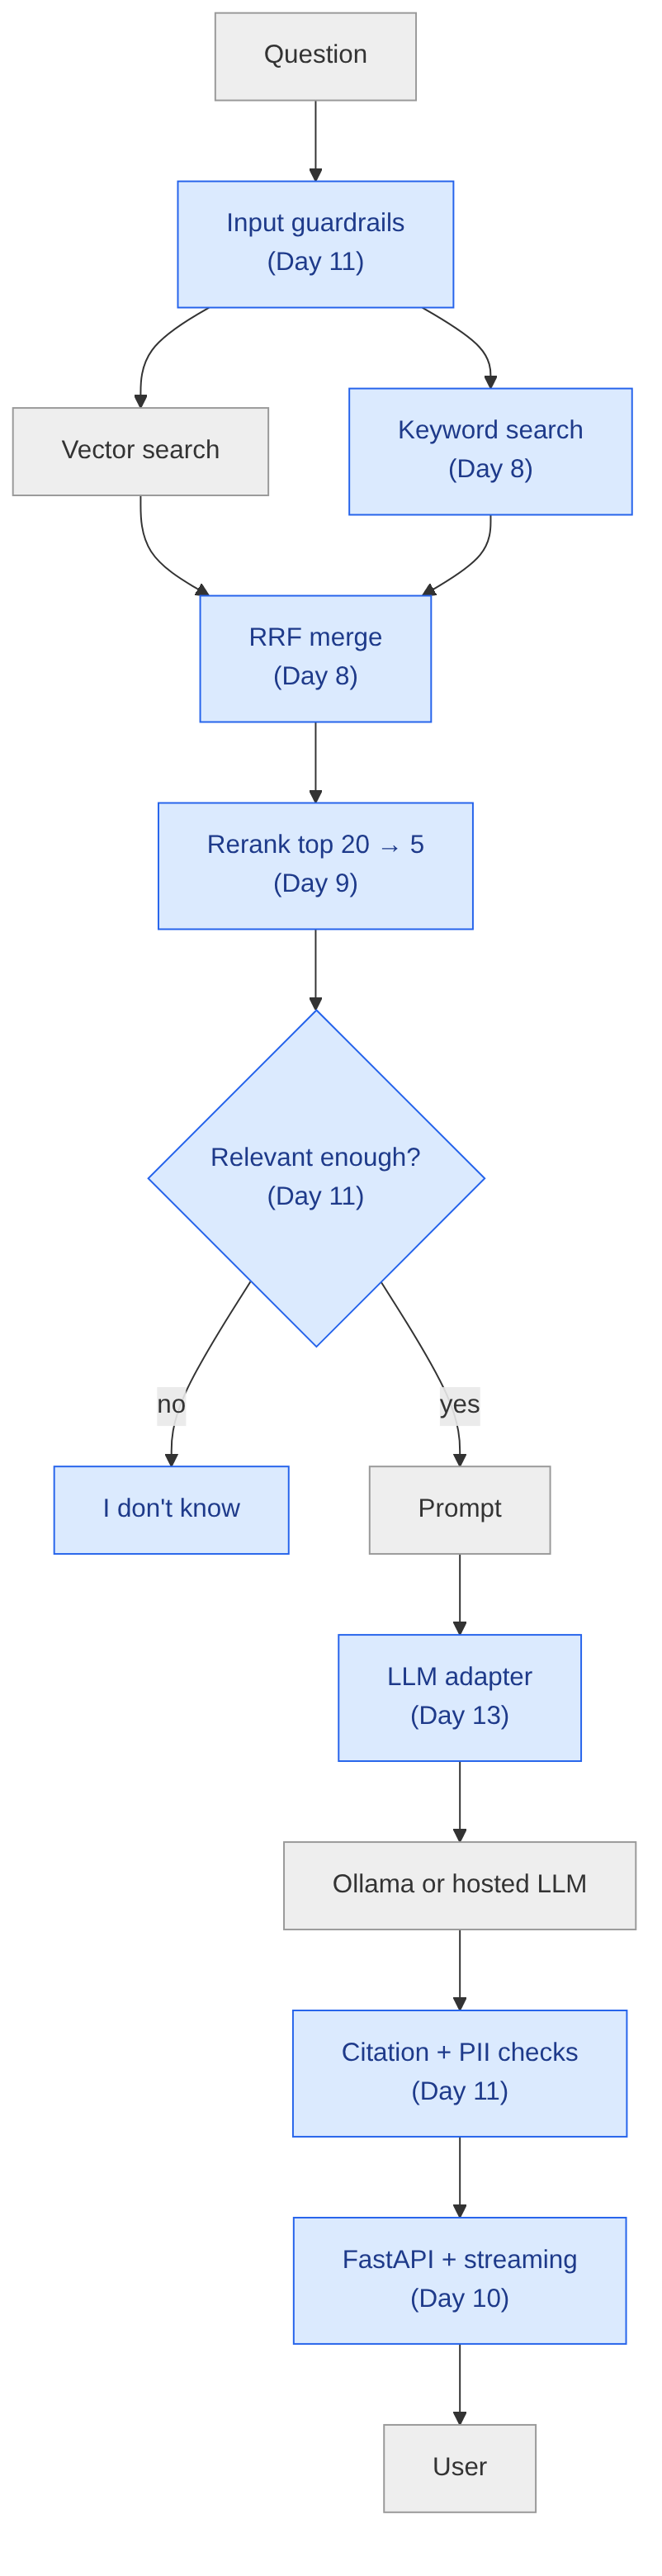 Question
Input guardrails
(Day 11)
Vector search
Keyword search
(Day 8)
RRF merge
(Day 8)
Rerank top 20 → 5
(Day 9)
Relevant enough?
(Day 11)
no
yes
I don't know
Prompt
LLM adapter
(Day 13)
Ollama or hosted LLM
Citation + PII checks
(Day 11)
FastAPI + streaming
(Day 10)
User